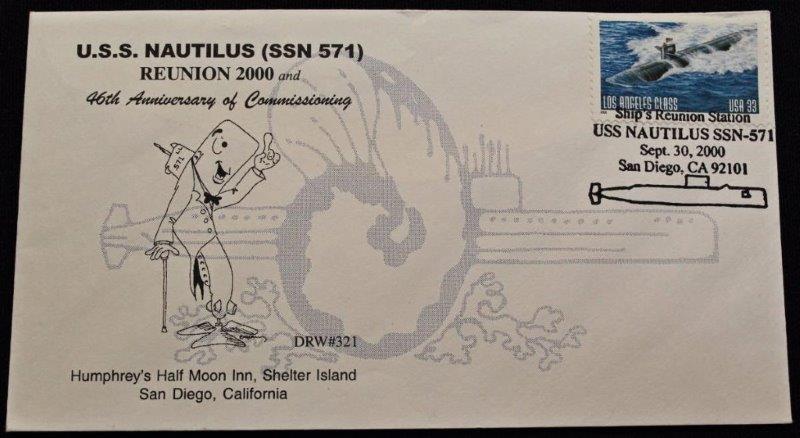 U.S.S. NAUTILUS (SSN 571)
REUNION 2000 and
46th Anniversary of Commissioning
571
DRW#321
Humphrey's Half Moon Inn, Shelter Island
San Diego, California
LOS ANGELES CLASS USA 33
Ship's Reunion Station
USS NAUTILUS SSN-571
Sept. 30, 2000
San Diego, CA 92101